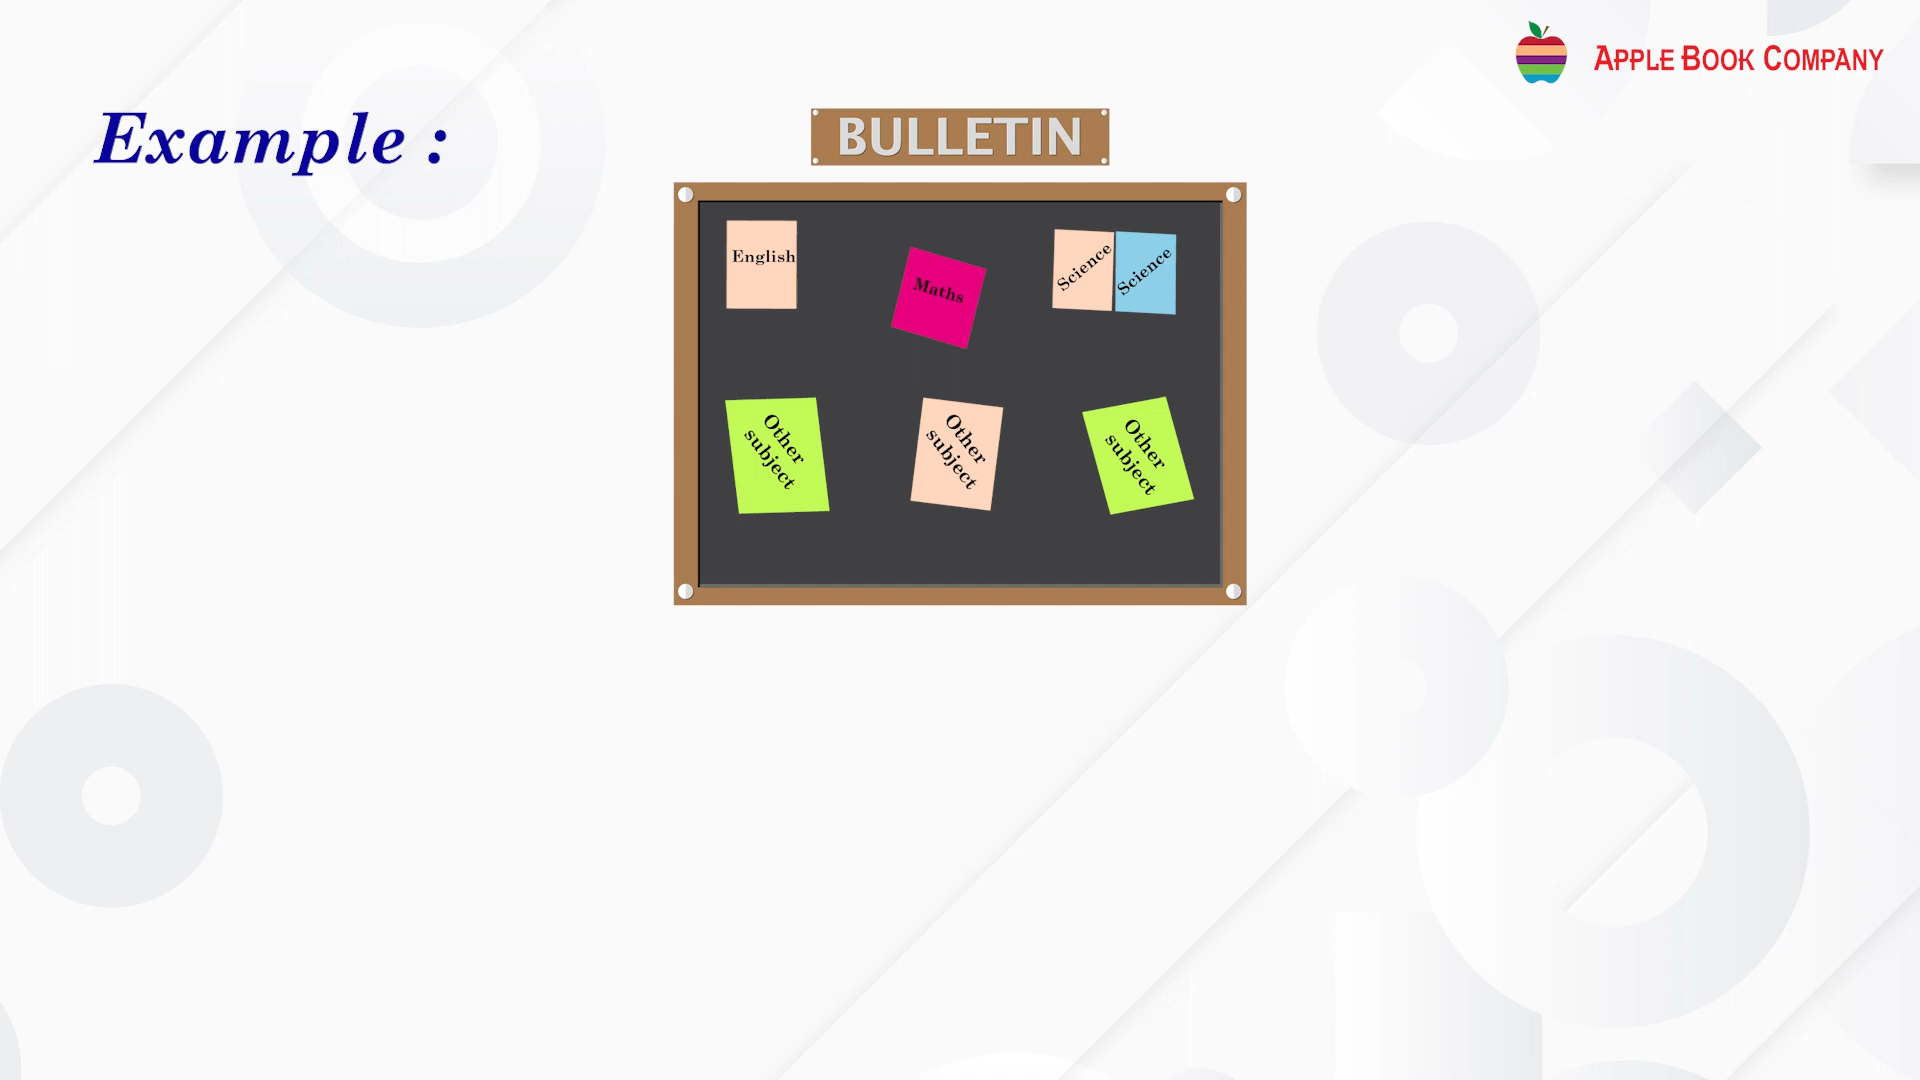 APPLE BOOK COMPANY
Example :
BULLETIN
English
Maths
Science
Science
Other
subject
Other
subject
Other
subject